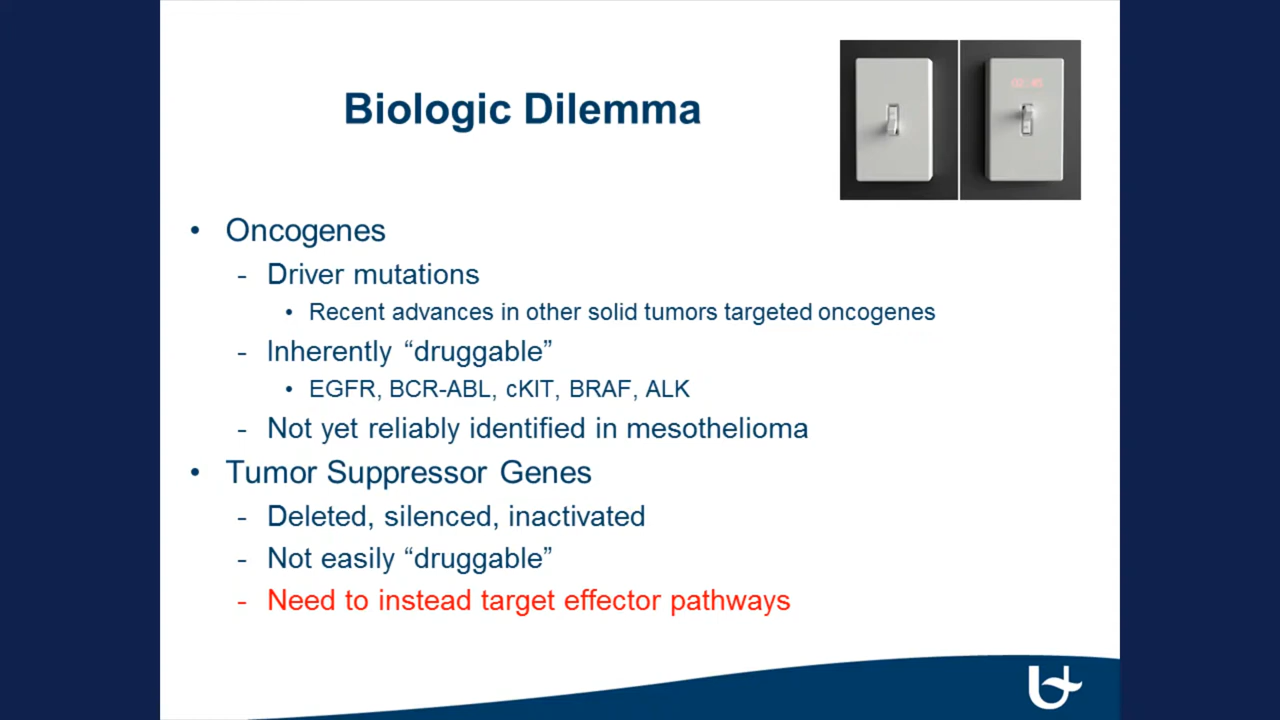 Biologic Dilemma
• Oncogenes
- Driver mutations
• Recent advances in other solid tumors targeted oncogenes
- Inherently “druggable”
• EGFR, BCR-ABL, cKIT, BRAF, ALK
- Not yet reliably identified in mesothelioma
• Tumor Suppressor Genes
- Deleted, silenced, inactivated
- Not easily “druggable”
- Need to instead target effector pathways